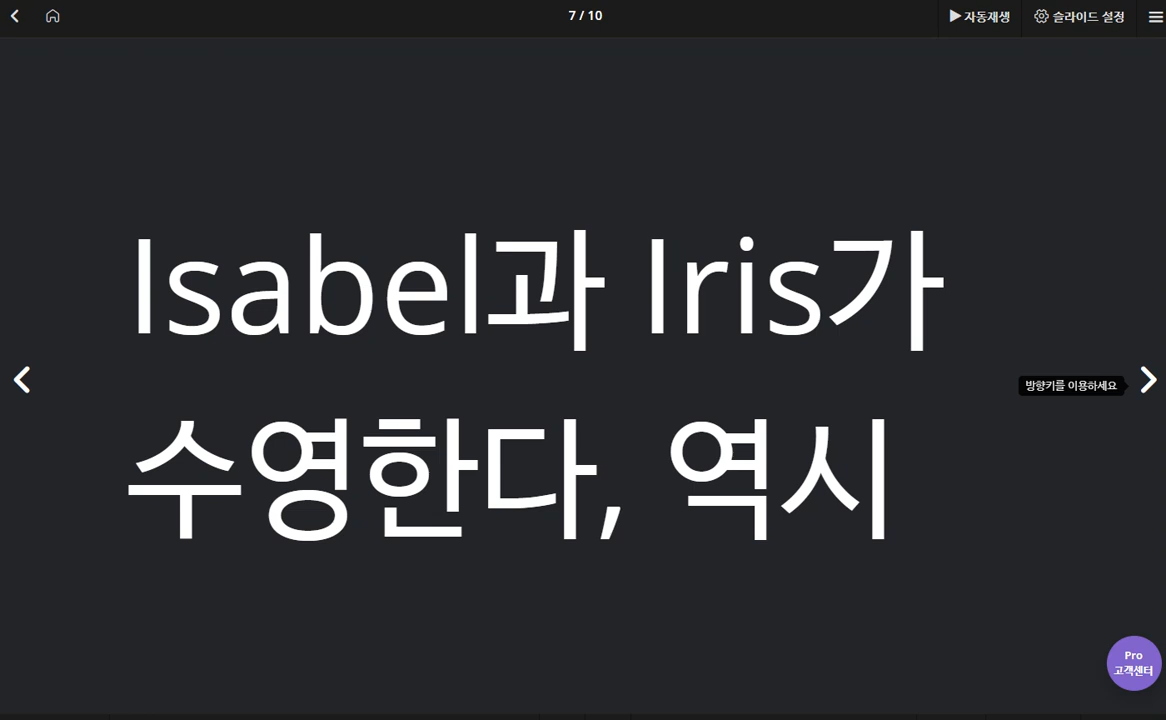 7 / 10
자동재생
슬라이드 설정
Isabel과 Iris가
수영한다, 역시
방향키를 이용하세요
Pro
고객센터